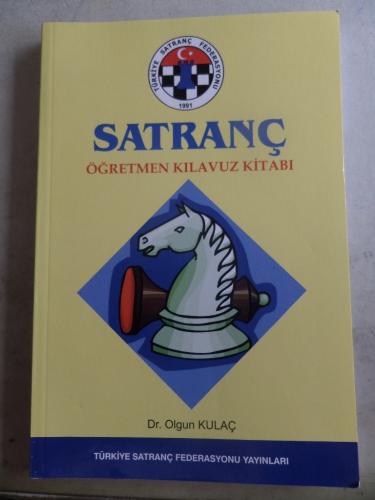 TÜRKİYE SATRANÇ FEDERASYONU
1991
SATRANÇ
ÖĞRETMEN KILAVUZ KİTABI
Dr. Olgun KULAÇ
TÜRKİYE SATRANÇ FEDERASYONU YAYINLARI